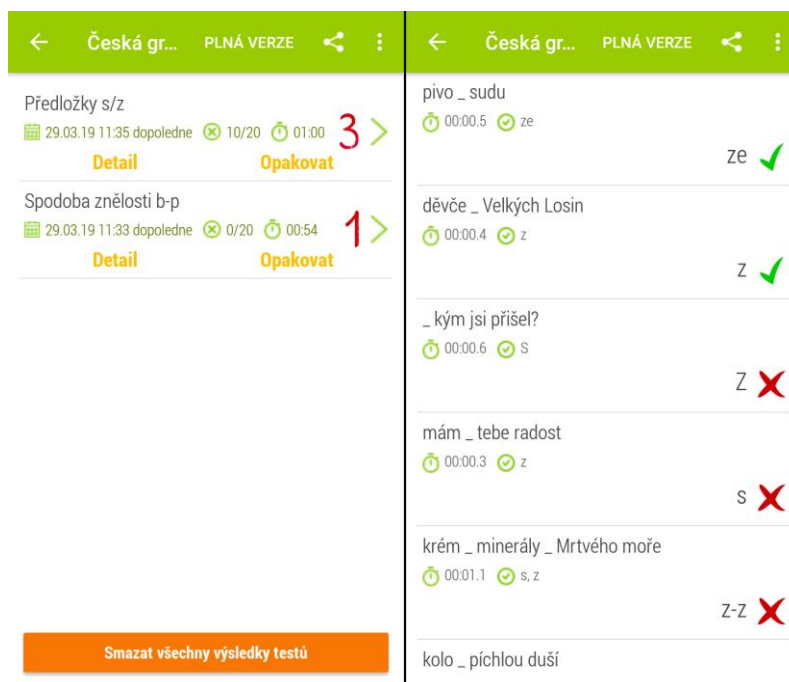 Česká gr... PLNÁ VERZE
Předložky s/z
29.03.19 11:35 dopoledne 10/20 01:00 3
Detail Opakovat
Spodoba znělosti b-p
29.03.19 11:33 dopoledne 0/20 00:54 1
Detail Opakovat
Smazat všechny výsledky testů
Česká gr... PLNÁ VERZE
pivo _ sudu
00:00.5 ze
ze
děvče _ Velkých Losin
00:00.4 z
z
_ kým jsi přišel?
00:00.6 S
Z
mám _ tebe radost
00:00.3 z
s
krém _ minerály _ Mrtvého moře
00:01.1 s, z
z-z
kolo _ píchlou duší